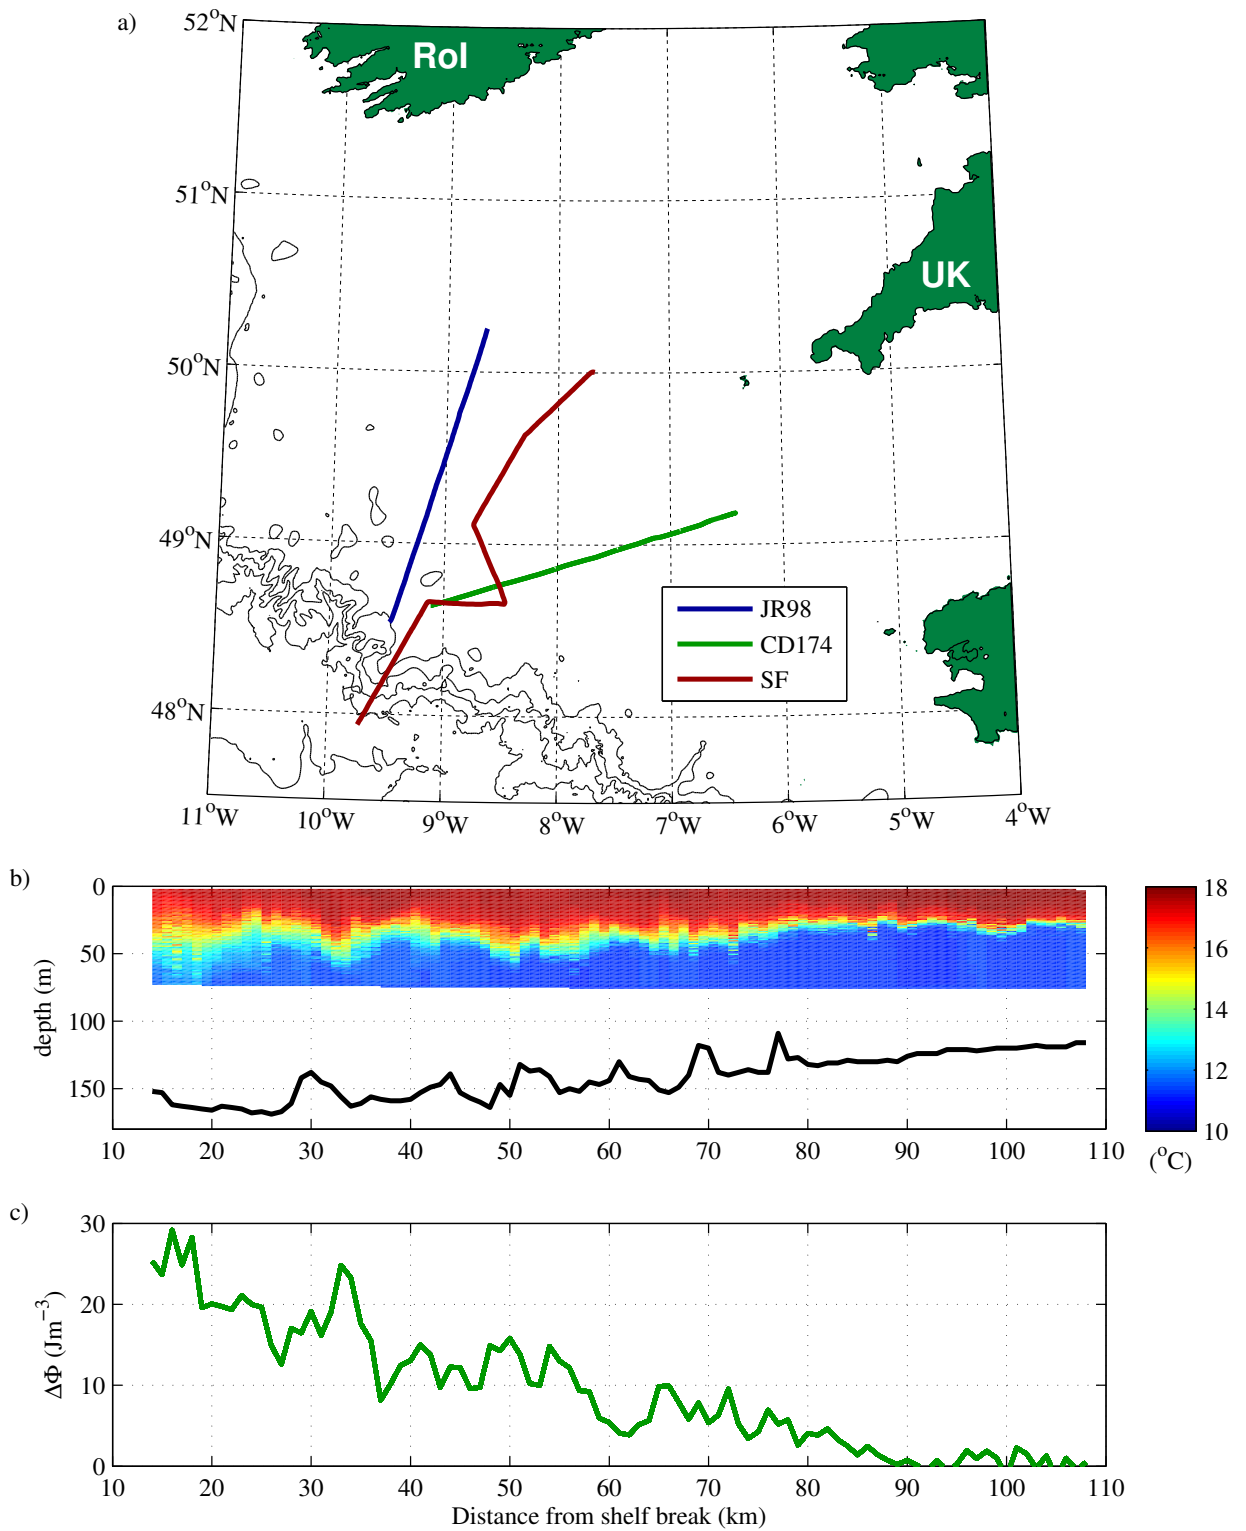 a)
52°N
RoI
51°N
UK
50°N
49°N
JR98
CD174
SF
48°N
11°W 10°W 9°W 8°W 7°W 6°W 5°W 4°W
b)
0
50
100
150
depth (m)
10 20 30 40 50 60 70 80 90 100 110
18
16
14
12
10
(°C)
c)
30
20
10
0
ΔΦ (Jm⁻³)
10 20 30 40 50 60 70 80 90 100 110
Distance from shelf break (km)